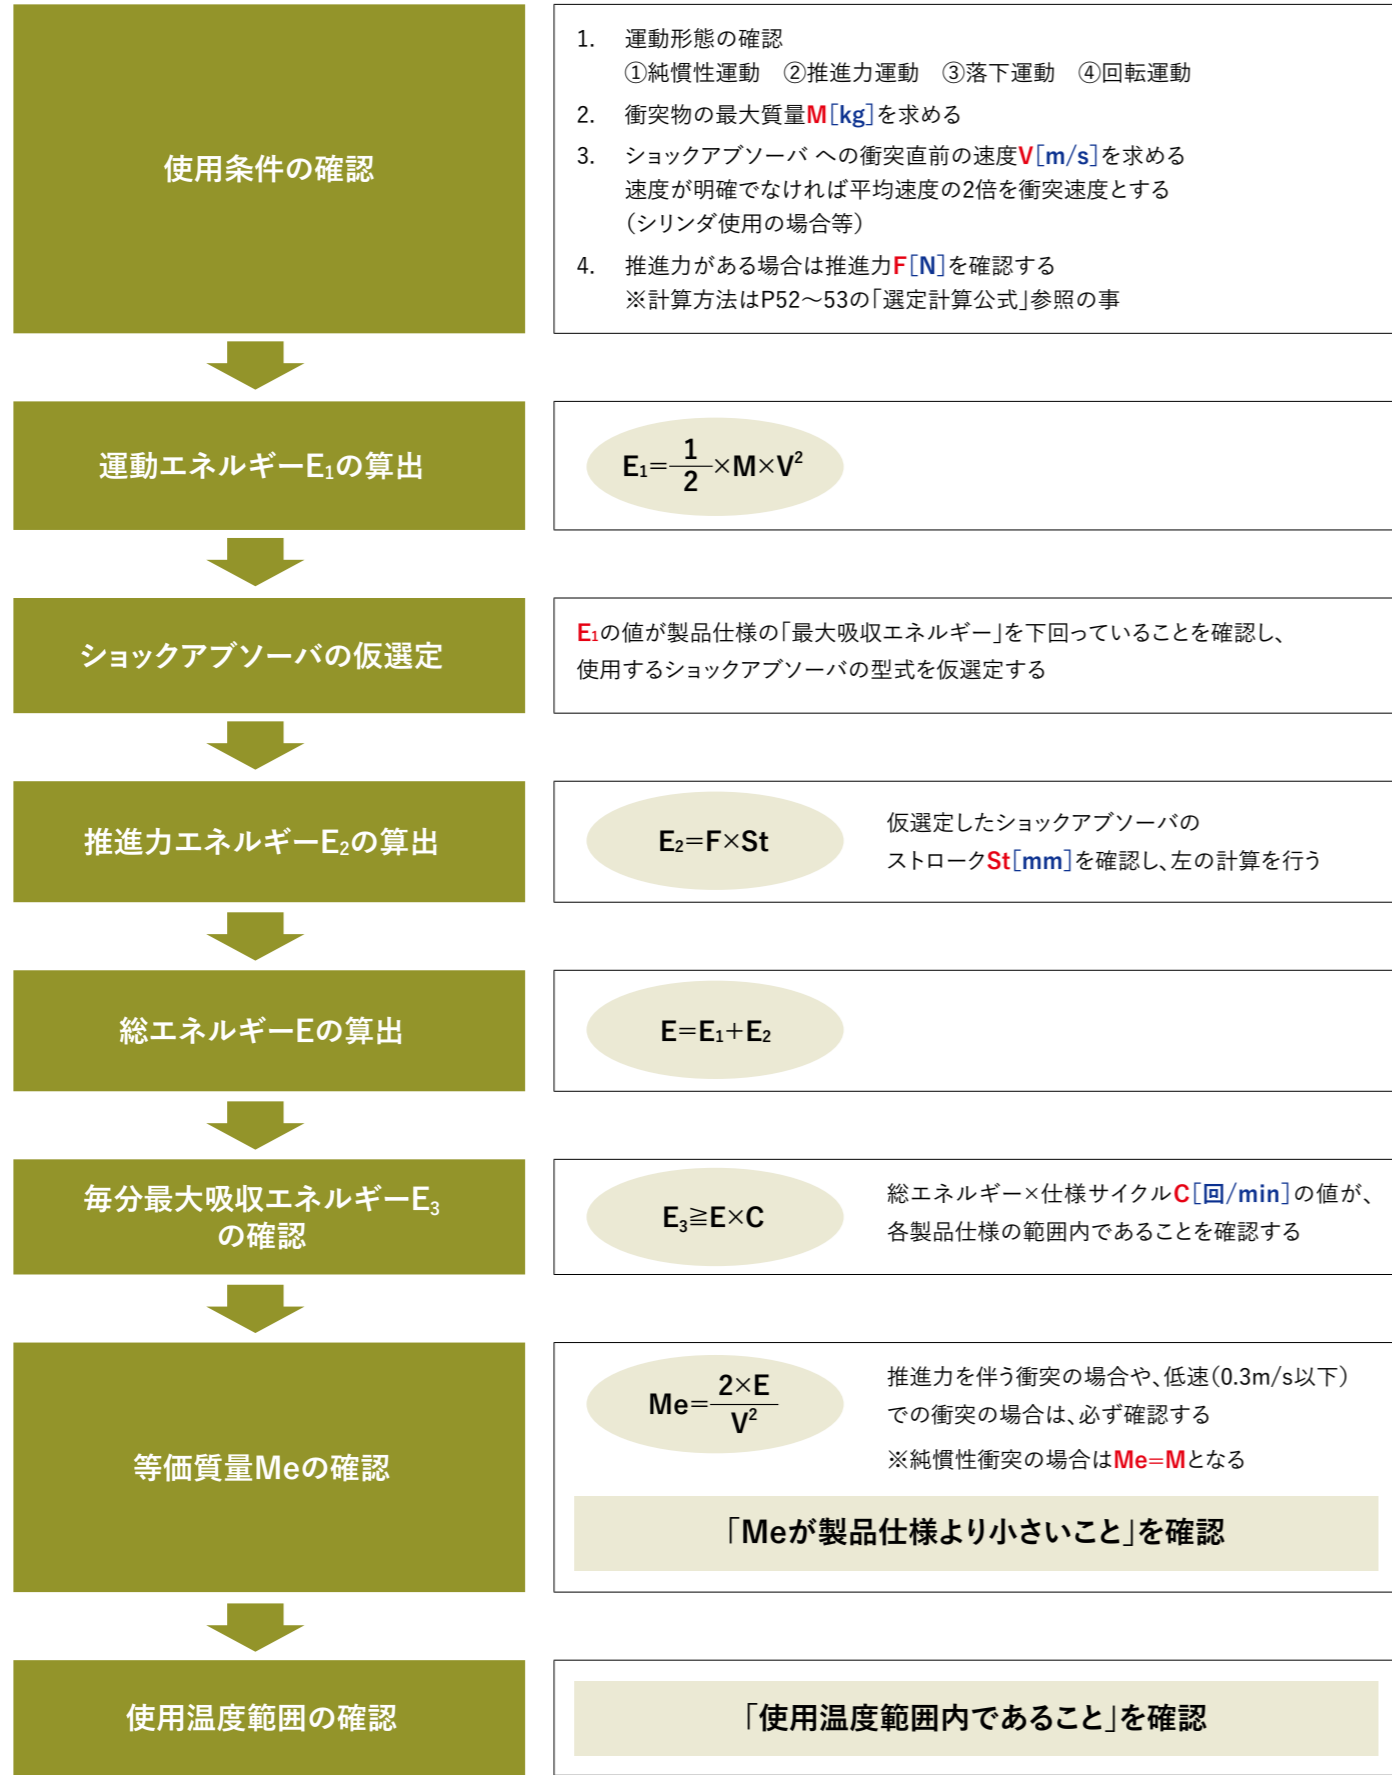 使用条件の確認
1. 運動形態の確認
①純慣性運動 ②推進力運動 ③落下運動 ④回転運動
2. 衝突物の最大質量M[kg]を求める
3. ショックアブソーバ への衝突直前の速度V[m/s]を求める
速度が明確でなければ平均速度の2倍を衝突速度とする
（シリンダ使用の場合等）
4. 推進力がある場合は推進力F[N]を確認する
※計算方法はP52～53の「選定計算公式」参照の事
運動エネルギーE₁の算出
E₁=1/2×M×V²
ショックアブソーバの仮選定
E₁の値が製品仕様の「最大吸収エネルギー」を下回っていることを確認し、
使用するショックアブソーバの型式を仮選定する
推進力エネルギーE₂の算出
E₂=F×St
仮選定したショックアブソーバの
ストロークSt[mm]を確認し、左の計算を行う
総エネルギーEの算出
E=E₁+E₂
毎分最大吸収エネルギーE₃
の確認
E₃≧E×C
総エネルギー×仕様サイクルC[回/min]の値が、
各製品仕様の範囲内であることを確認する
等価質量Meの確認
Me=2×E/V²
推進力を伴う衝突の場合や、低速（0.3m/s以下）
での衝突の場合は、必ず確認する
※純慣性衝突の場合はMe=Mとなる
「Meが製品仕様より小さいこと」を確認
使用温度範囲の確認
「使用温度範囲内であること」を確認